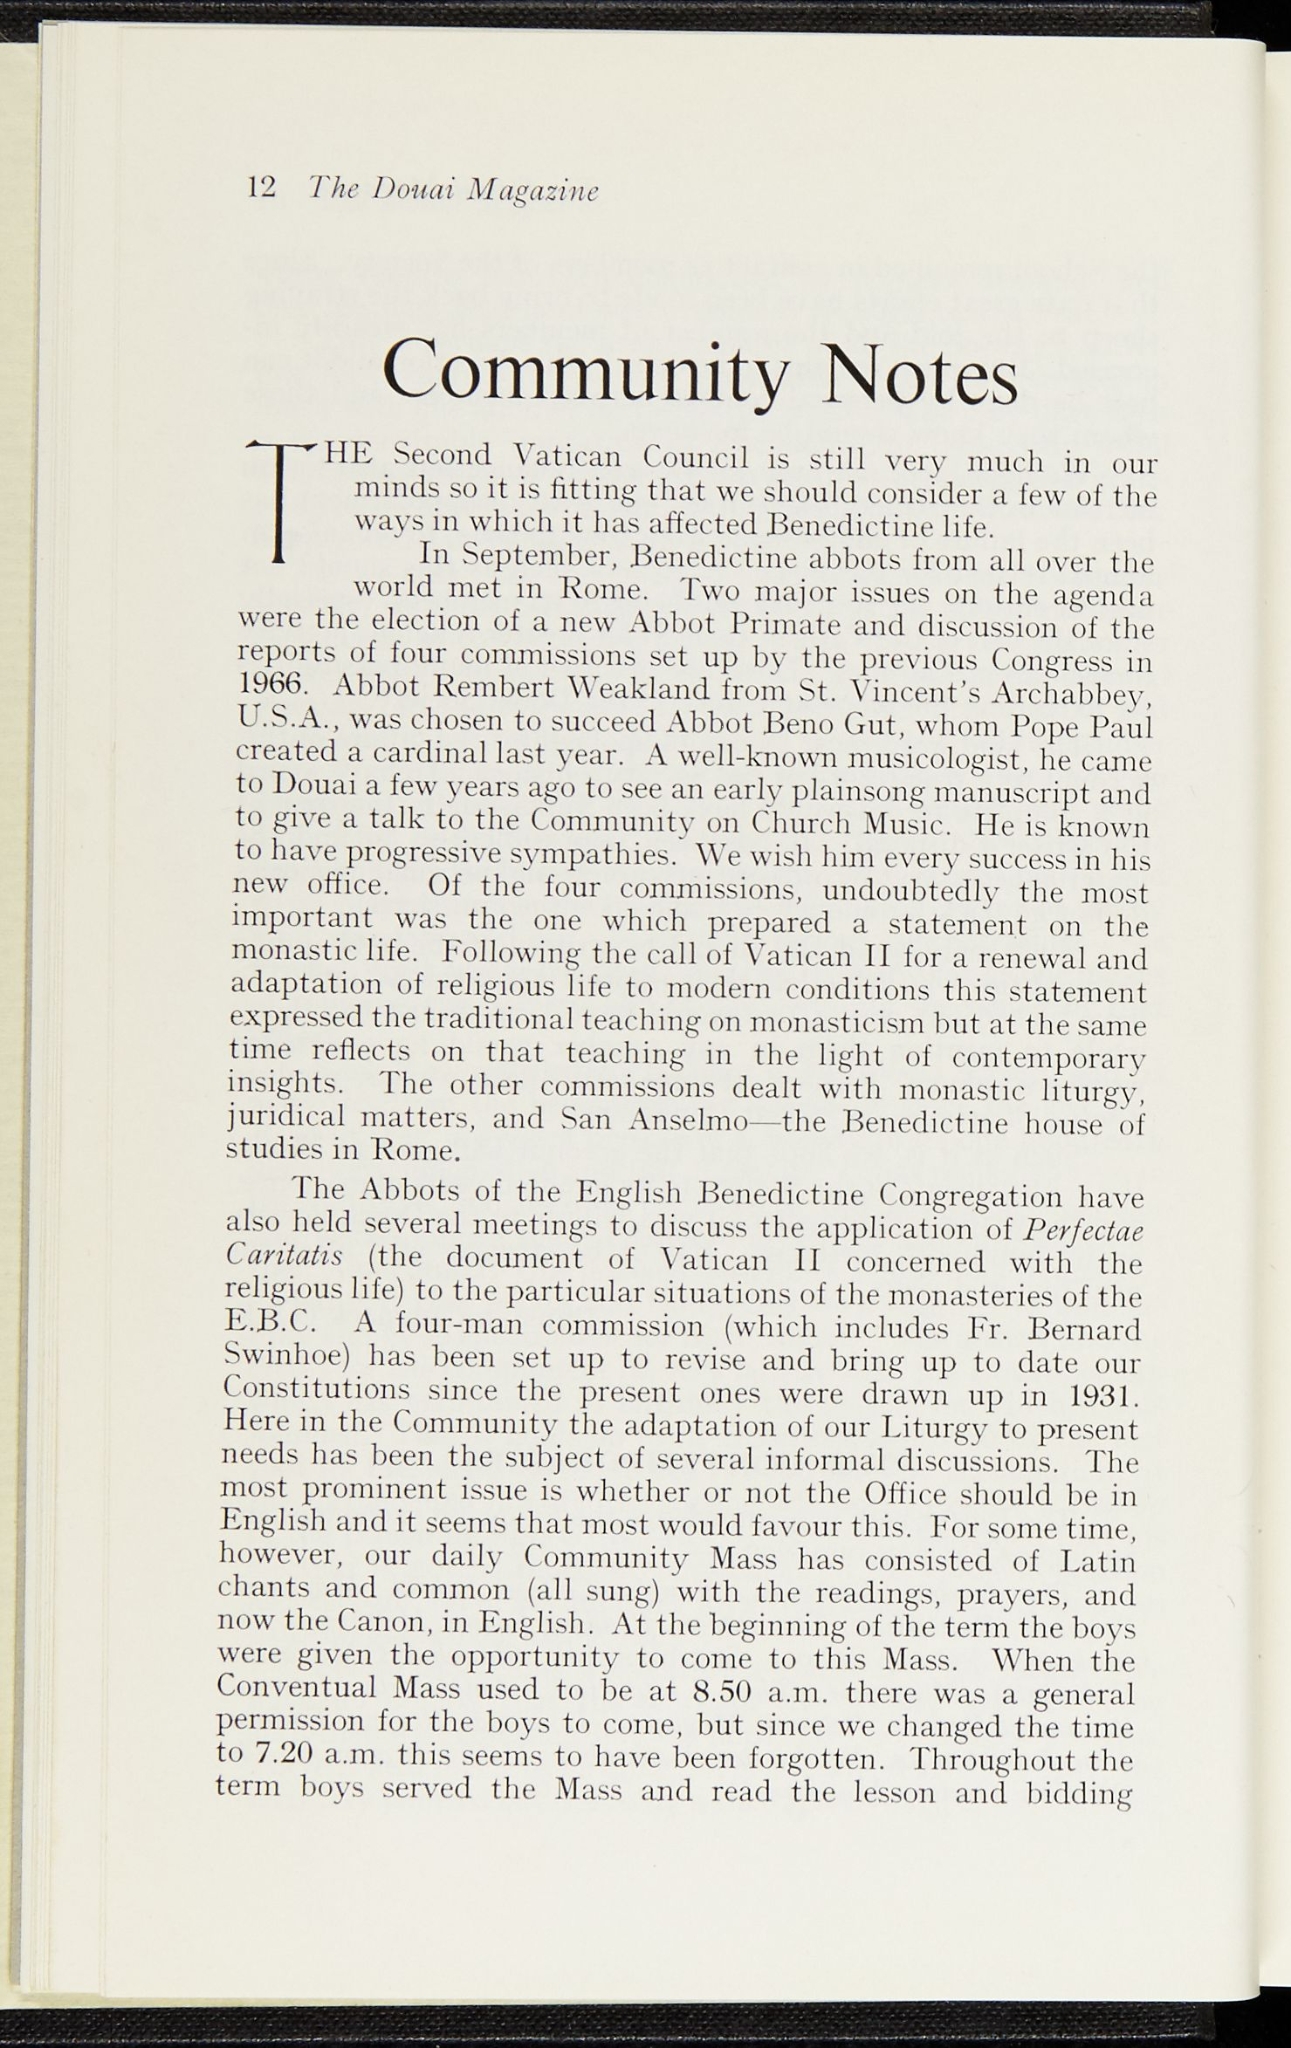 12 The Douai Magazine
Community Notes
THE Second Vatican Council is still very much in our
minds so it is fitting that we should consider a few of the
ways in which it has affected Benedictine life.
In September, Benedictine abbots from all over the
world met in Rome. Two major issues on the agenda
were the election of a new Abbot Primate and discussion of the
reports of four commissions set up by the previous Congress in
1966. Abbot Rembert Weakland from St. Vincent's Archabbey,
U.S.A., was chosen to succeed Abbot Beno Gut, whom Pope Paul
created a cardinal last year. A well-known musicologist, he came
to Douai a few years ago to see an early plainsong manuscript and
to give a talk to the Community on Church Music. He is known
to have progressive sympathies. We wish him every success in his
new office. Of the four commissions, undoubtedly the most
important was the one which prepared a statement on the
monastic life. Following the call of Vatican II for a renewal and
adaptation of religious life to modern conditions this statement
expressed the traditional teaching on monasticism but at the same
time reflects on that teaching in the light of contemporary
insights. The other commissions dealt with monastic liturgy,
juridical matters, and San Anselmo—the Benedictine house of
studies in Rome.
The Abbots of the English Benedictine Congregation have
also held several meetings to discuss the application of Perfectae
Caritatis (the document of Vatican II concerned with the
religious life) to the particular situations of the monasteries of the
E.B.C. A four-man commission (which includes Fr. Bernard
Swinhoe) has been set up to revise and bring up to date our
Constitutions since the present ones were drawn up in 1931.
Here in the Community the adaptation of our Liturgy to present
needs has been the subject of several informal discussions. The
most prominent issue is whether or not the Office should be in
English and it seems that most would favour this. For some time,
however, our daily Community Mass has consisted of Latin
chants and common (all sung) with the readings, prayers, and
now the Canon, in English. At the beginning of the term the boys
were given the opportunity to come to this Mass. When the
Conventual Mass used to be at 8.50 a.m. there was a general
permission for the boys to come, but since we changed the time
to 7.20 a.m. this seems to have been forgotten. Throughout the
term boys served the Mass and read the lesson and bidding